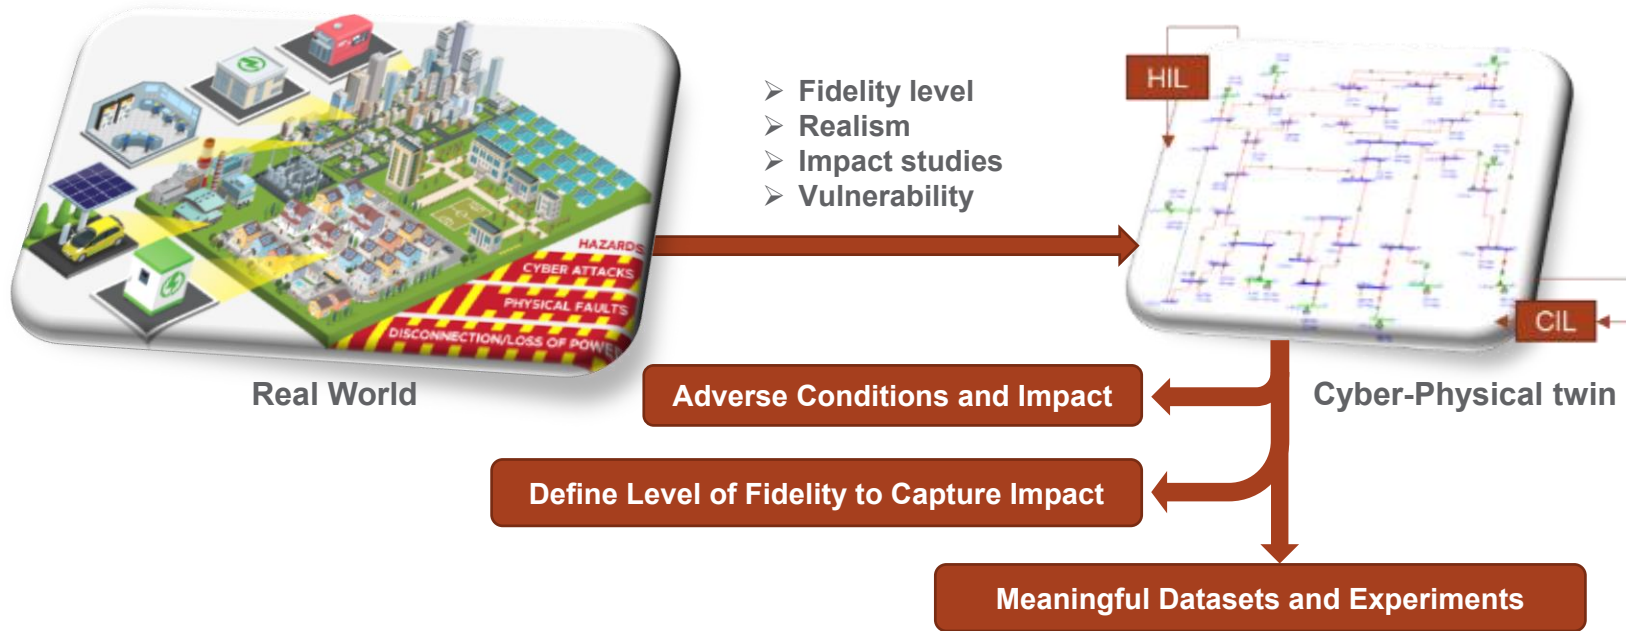 Fidelity level
Realism
Impact studies
Vulnerability
HIL
HAZARDS
CYBER ATTACKS
PHYSICAL FAULTS
DISCONNECTION/LOSS OF POWER
CIL
Real World
Adverse Conditions and Impact
Cyber-Physical twin
Define Level of Fidelity to Capture Impact
Meaningful Datasets and Experiments